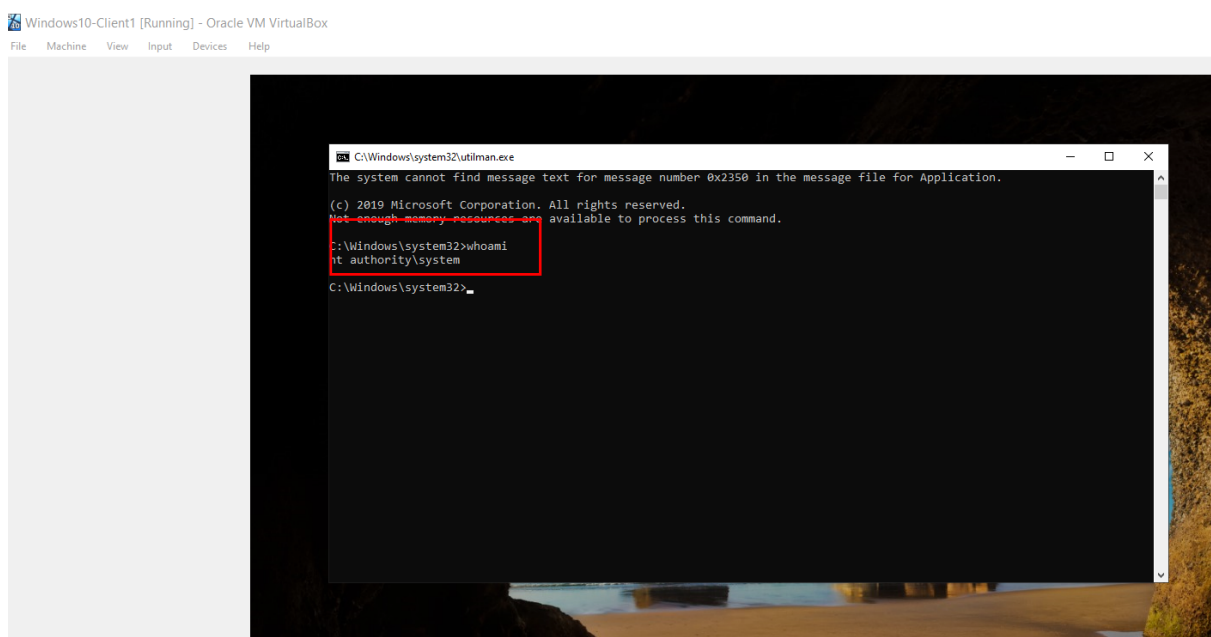 Windows10-Client1 [Running] - Oracle VM VirtualBox
File Machine View Input Devices Help
C:\Windows\system32\utilman.exe
The system cannot find message text for message number 0x2350 in the message file for Application.
(c) 2019 Microsoft Corporation. All rights reserved.
Not enough memory resources are available to process this command.
C:\Windows\system32>whoami
nt authority\system
C:\Windows\system32>